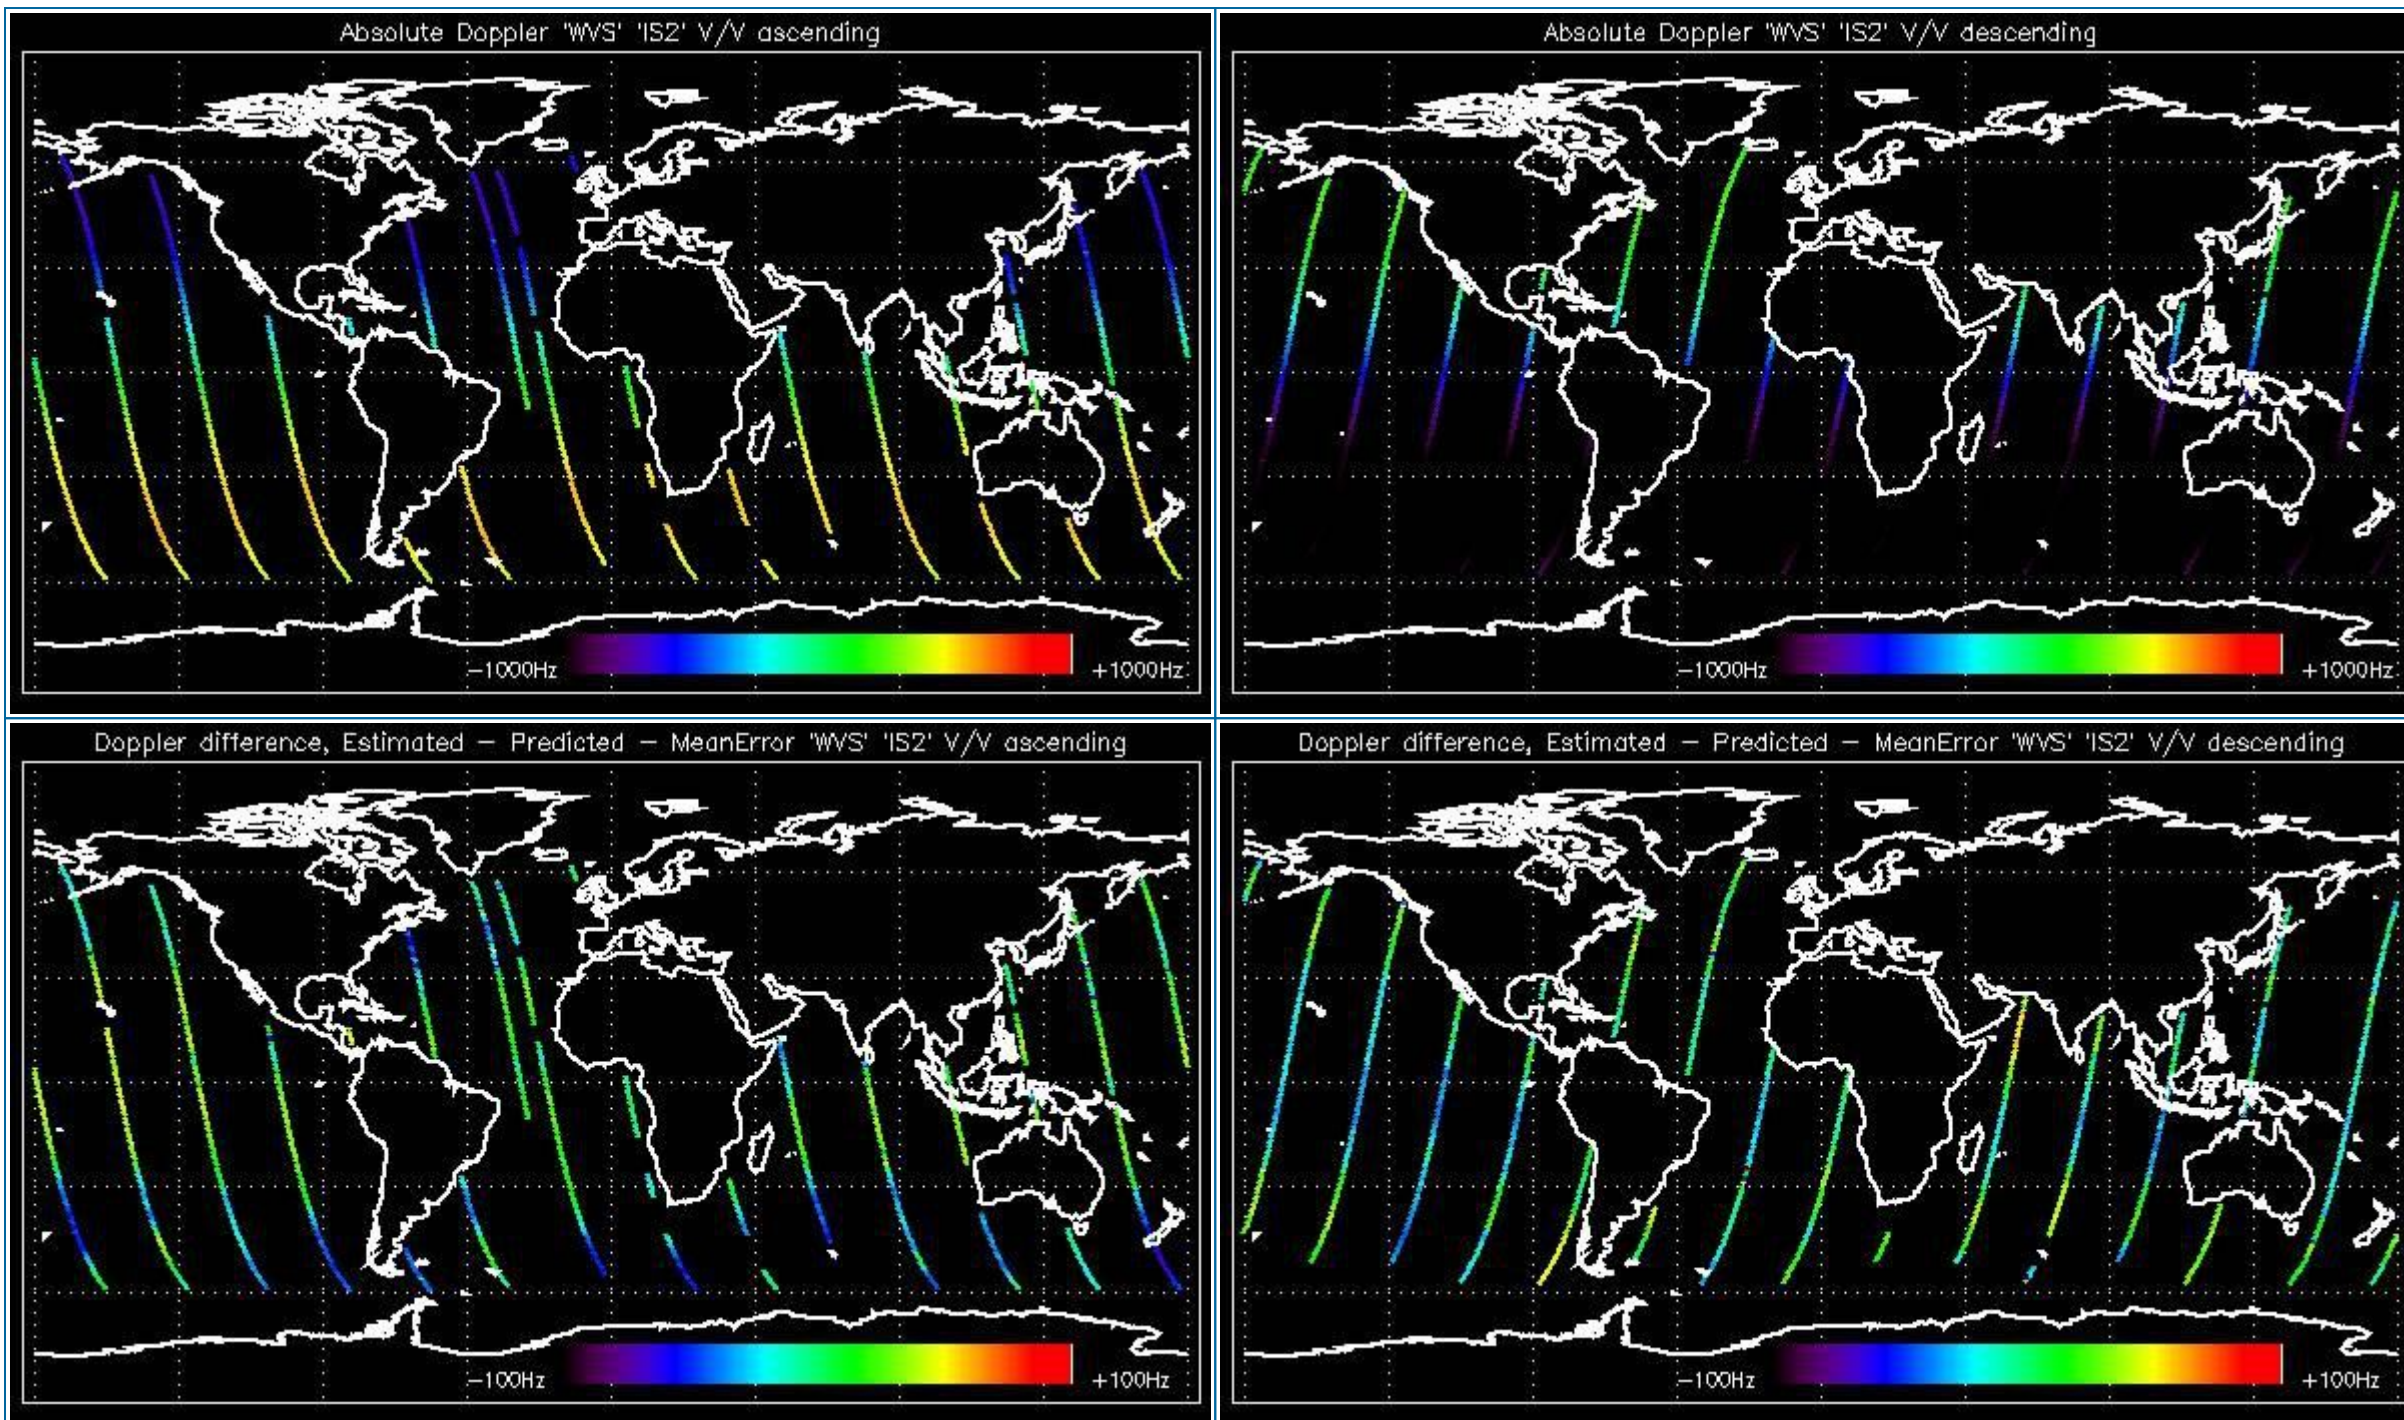 Absolute Doppler 'WVS' 'IS2' V/V ascending
-1000Hz
+1000Hz
Absolute Doppler 'WVS' 'IS2' V/V descending
-1000Hz
+1000Hz
Doppler difference, Estimated - Predicted - MeanError 'WVS' 'IS2' V/V ascending
-100Hz
+100Hz
Doppler difference, Estimated - Predicted - MeanError 'WVS' 'IS2' V/V descending
-100Hz
+100Hz